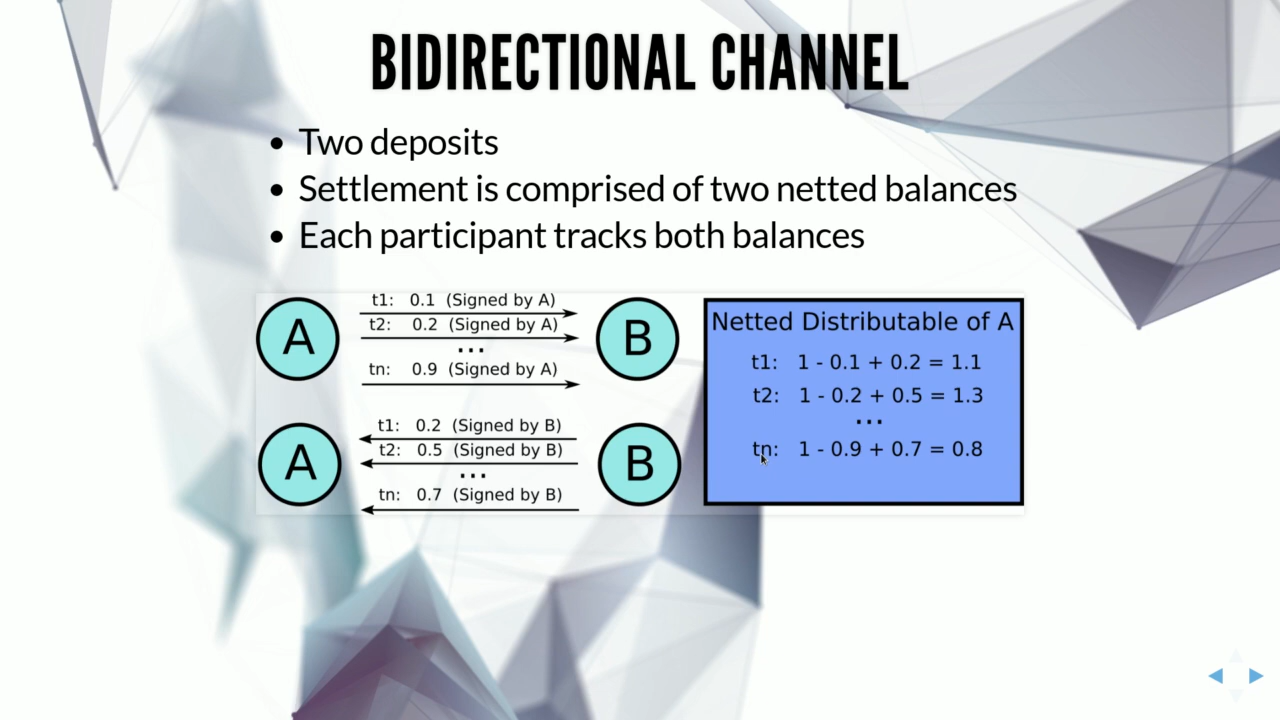 BIDIRECTIONAL CHANNEL
• Two deposits
• Settlement is comprised of two netted balances
• Each participant tracks both balances
A
t1: 0.1 (Signed by A)
t2: 0.2 (Signed by A)
...
tn: 0.9 (Signed by A)
B
A
t1: 0.2 (Signed by B)
t2: 0.5 (Signed by B)
...
tn: 0.7 (Signed by B)
B
Netted Distributable of A
t1: 1 - 0.1 + 0.2 = 1.1
t2: 1 - 0.2 + 0.5 = 1.3
...
tn: 1 - 0.9 + 0.7 = 0.8